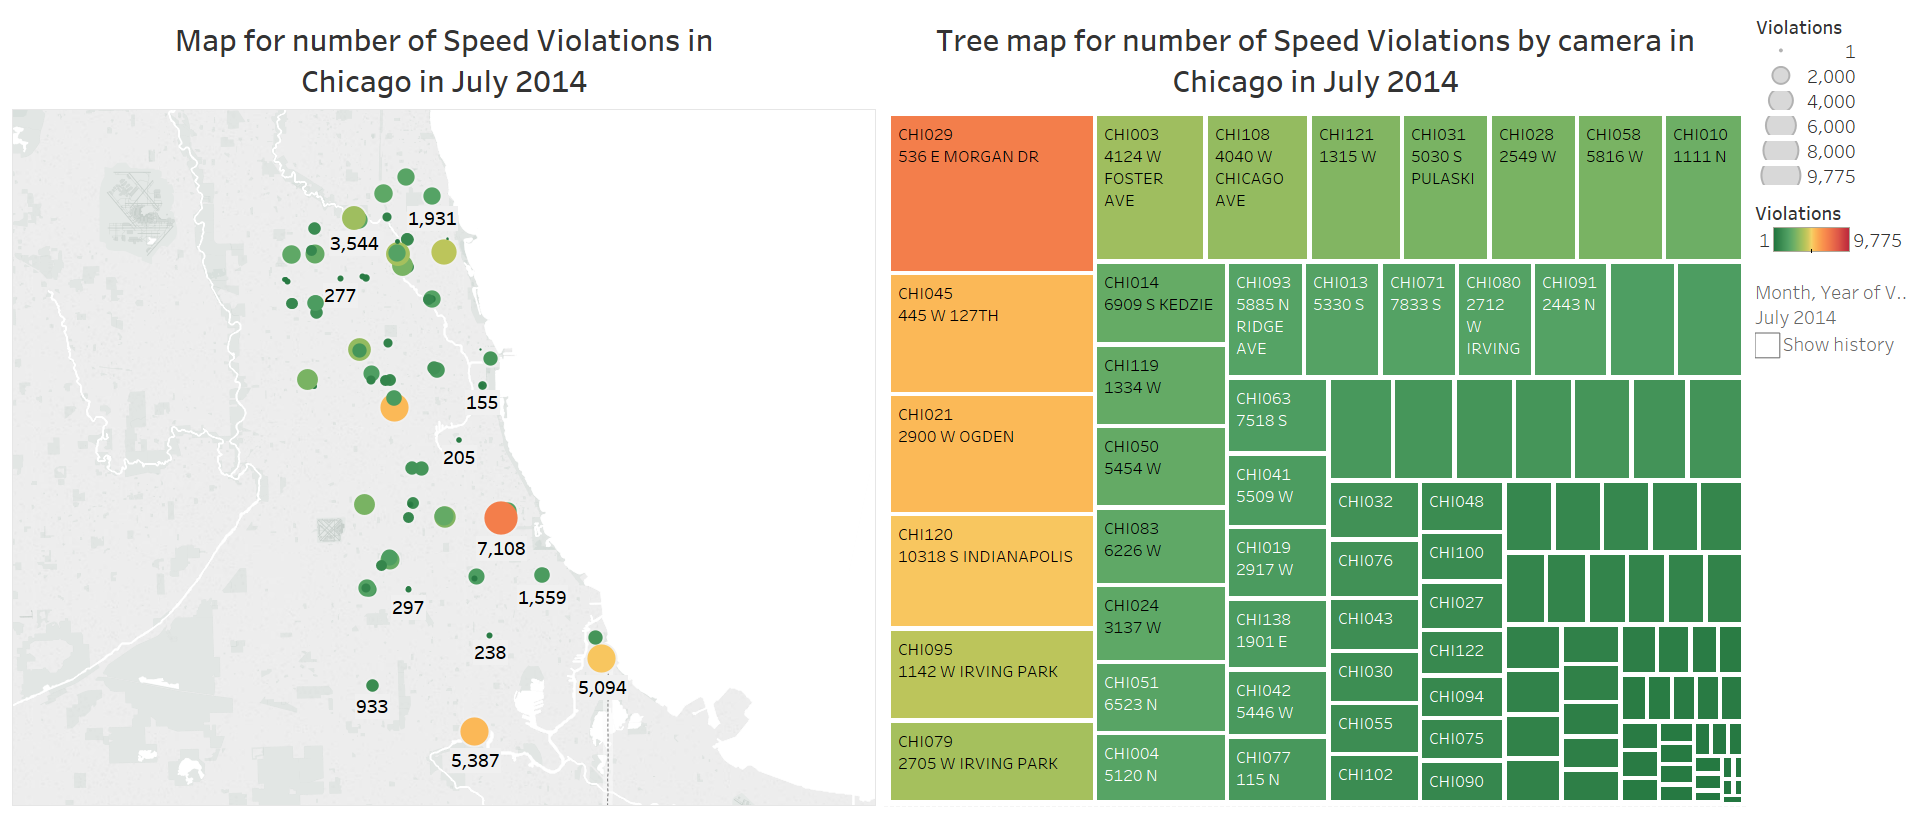 Map for number of Speed Violations in
Chicago in July 2014
1,931
3,544
277
155
205
7,108
297
1,559
238
5,094
933
5,387
Tree map for number of Speed Violations by camera in
Chicago in July 2014
CHI029
536 E MORGAN DR
CHI045
445 W 127TH
CHI021
2900 W OGDEN
CHI120
10318 S INDIANAPOLIS
CHI095
1142 W IRVING PARK
CHI079
2705 W IRVING PARK
CHI003
4124 W
FOSTER
AVE
CHI108
4040 W
CHICAGO
AVE
CHI121
1315 W
CHI031
5030 S
PULASKI
CHI028
2549 W
CHI058
5816 W
CHI010
1111 N
CHI014
6909 S KEDZIE
CHI119
1334 W
CHI050
5454 W
CHI083
6226 W
CHI024
3137 W
CHI051
6523 N
CHI004
5120 N
CHI093
5885 N
RIDGE
AVE
CHI013
5330 S
CHI071
7833 S
CHI080
2712
W
IRVING
CHI091
2443 N
CHI063
7518 S
CHI041
5509 W
CHI019
2917 W
CHI138
1901 E
CHI042
5446 W
CHI077
115 N
CHI032
CHI076
CHI043
CHI030
CHI055
CHI102
CHI048
CHI100
CHI027
CHI122
CHI094
CHI075
CHI090
Violations
1
2,000
4,000
6,000
8,000
9,775
Violations
1 9,775
Month, Year of V..
July 2014
Show history